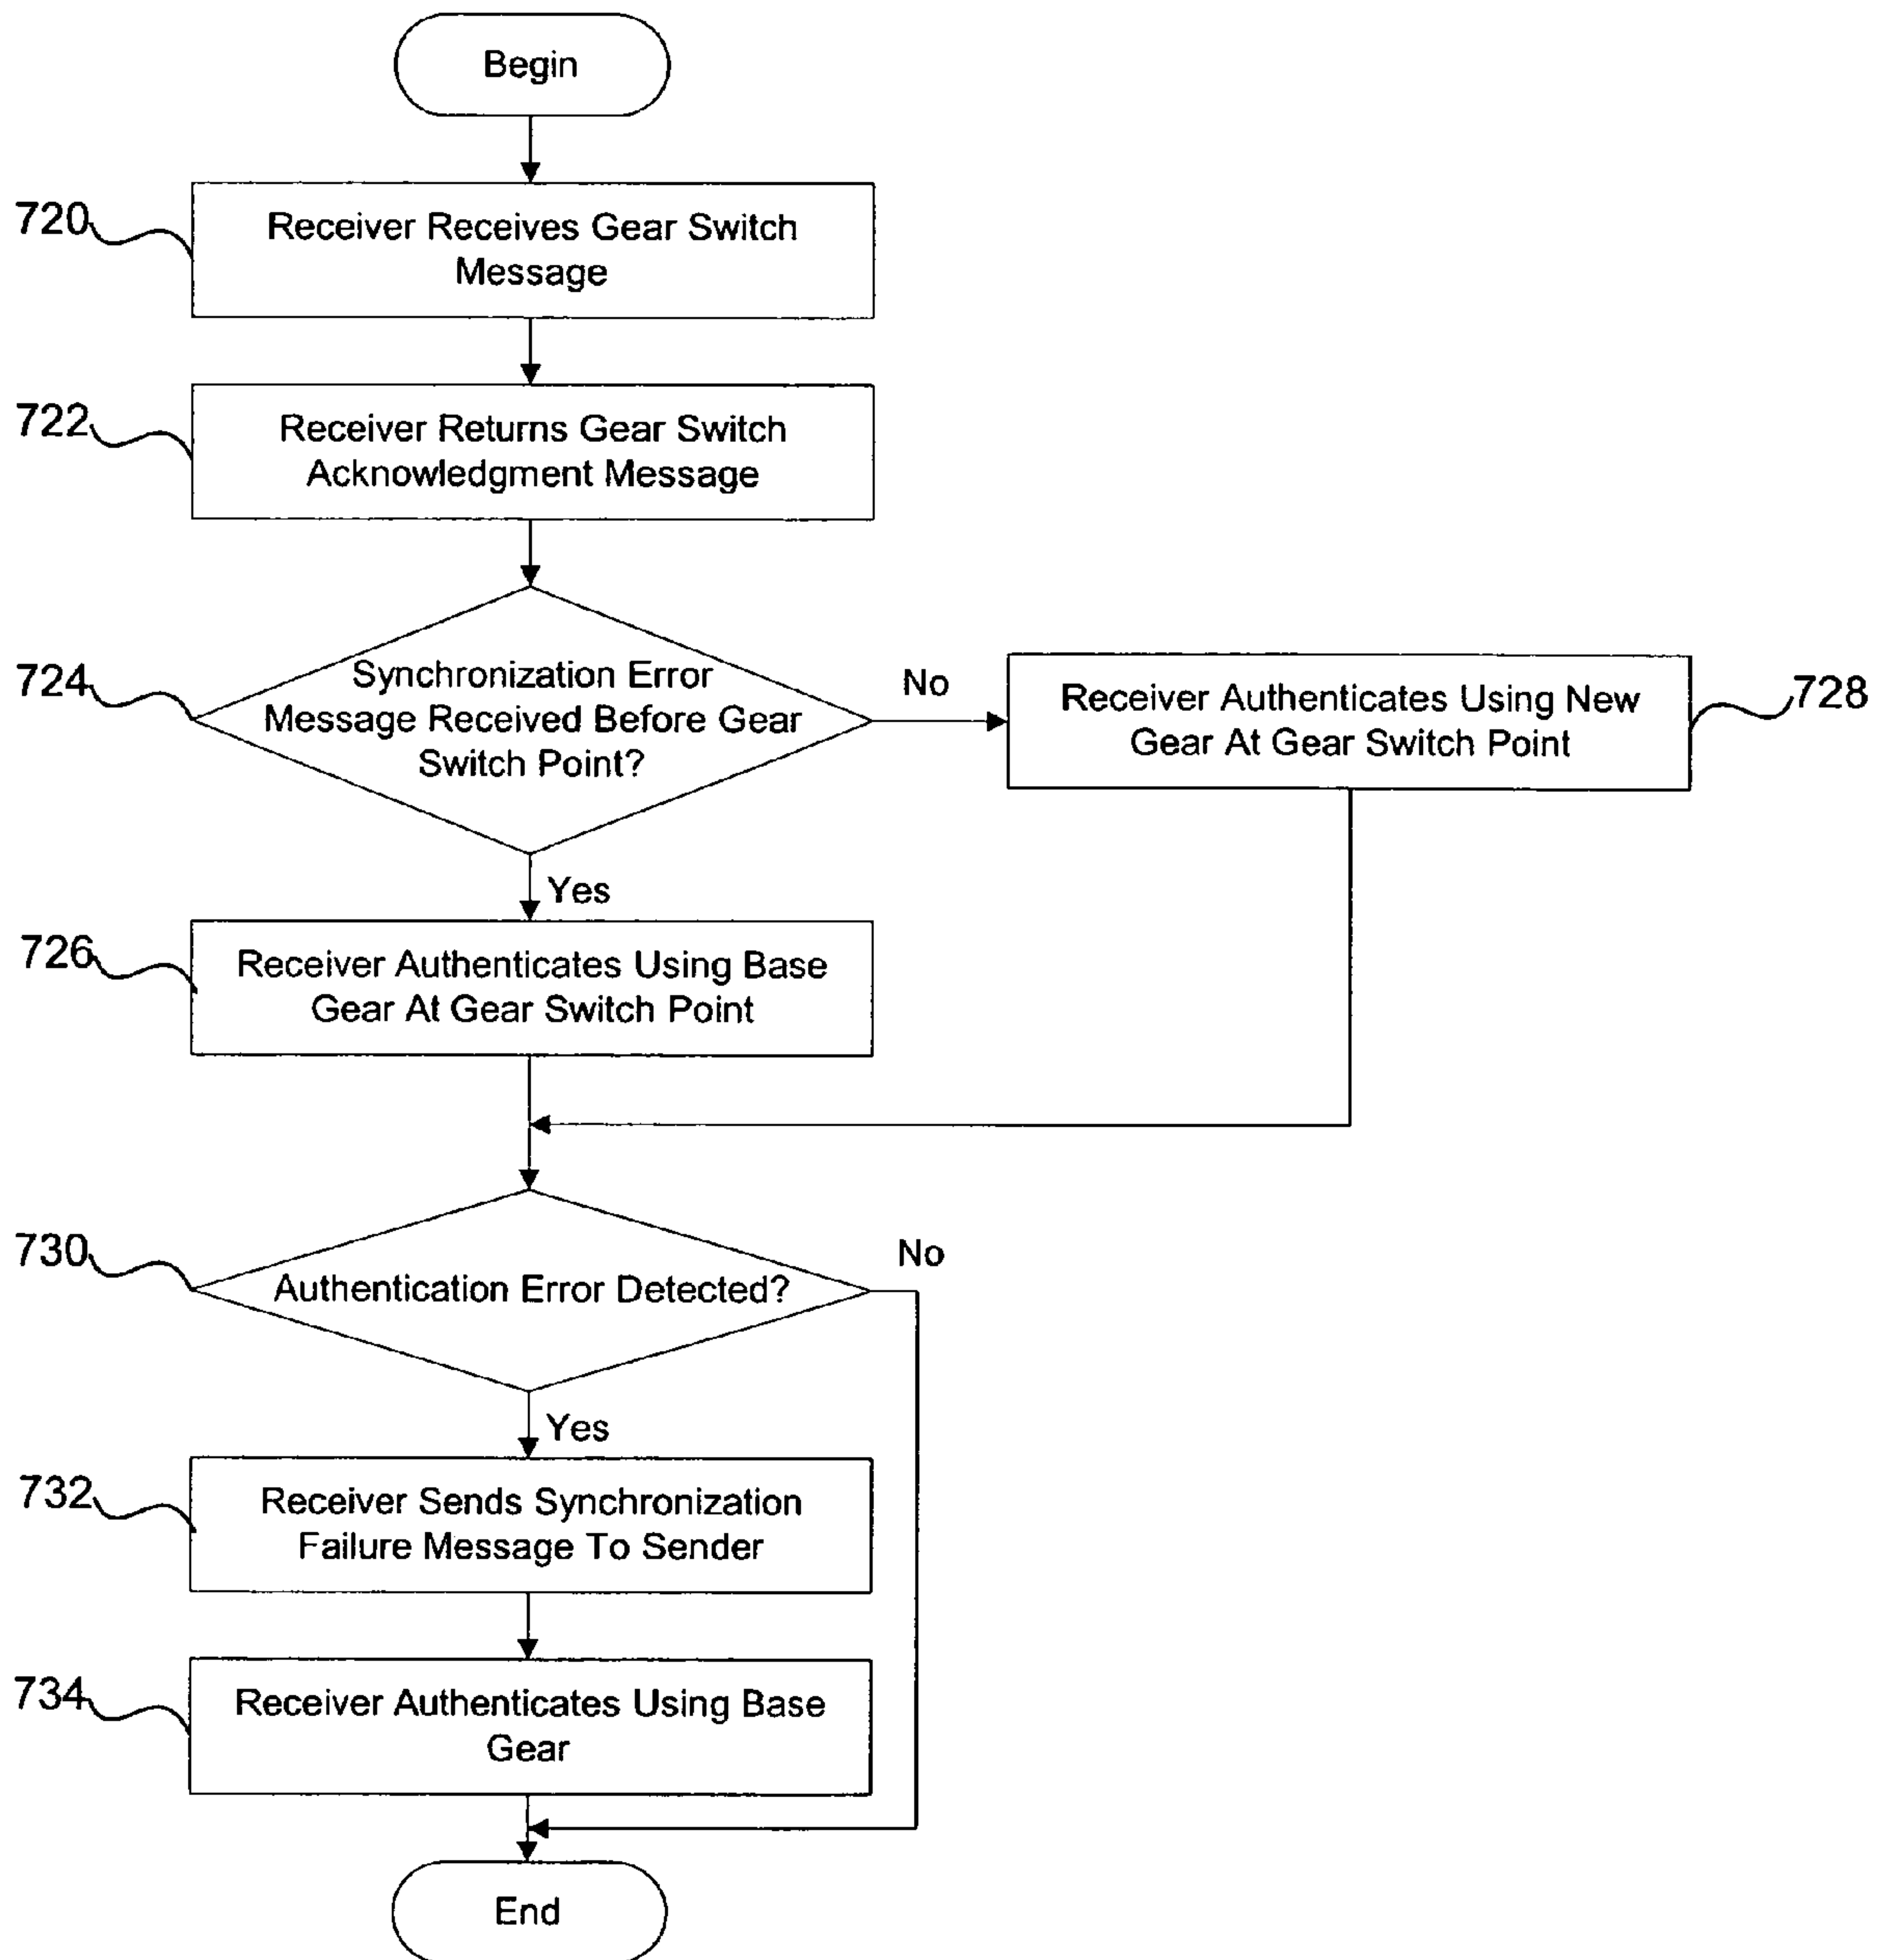 Begin
720
Receiver Receives Gear Switch
Message
722
Receiver Returns Gear Switch
Acknowledgment Message
724
Synchronization Error
Message Received Before Gear
Switch Point?
No
Receiver Authenticates Using New
Gear At Gear Switch Point
728
Yes
726
Receiver Authenticates Using Base
Gear At Gear Switch Point
730
Authentication Error Detected?
No
Yes
732
Receiver Sends Synchronization
Failure Message To Sender
734
Receiver Authenticates Using Base
Gear
End